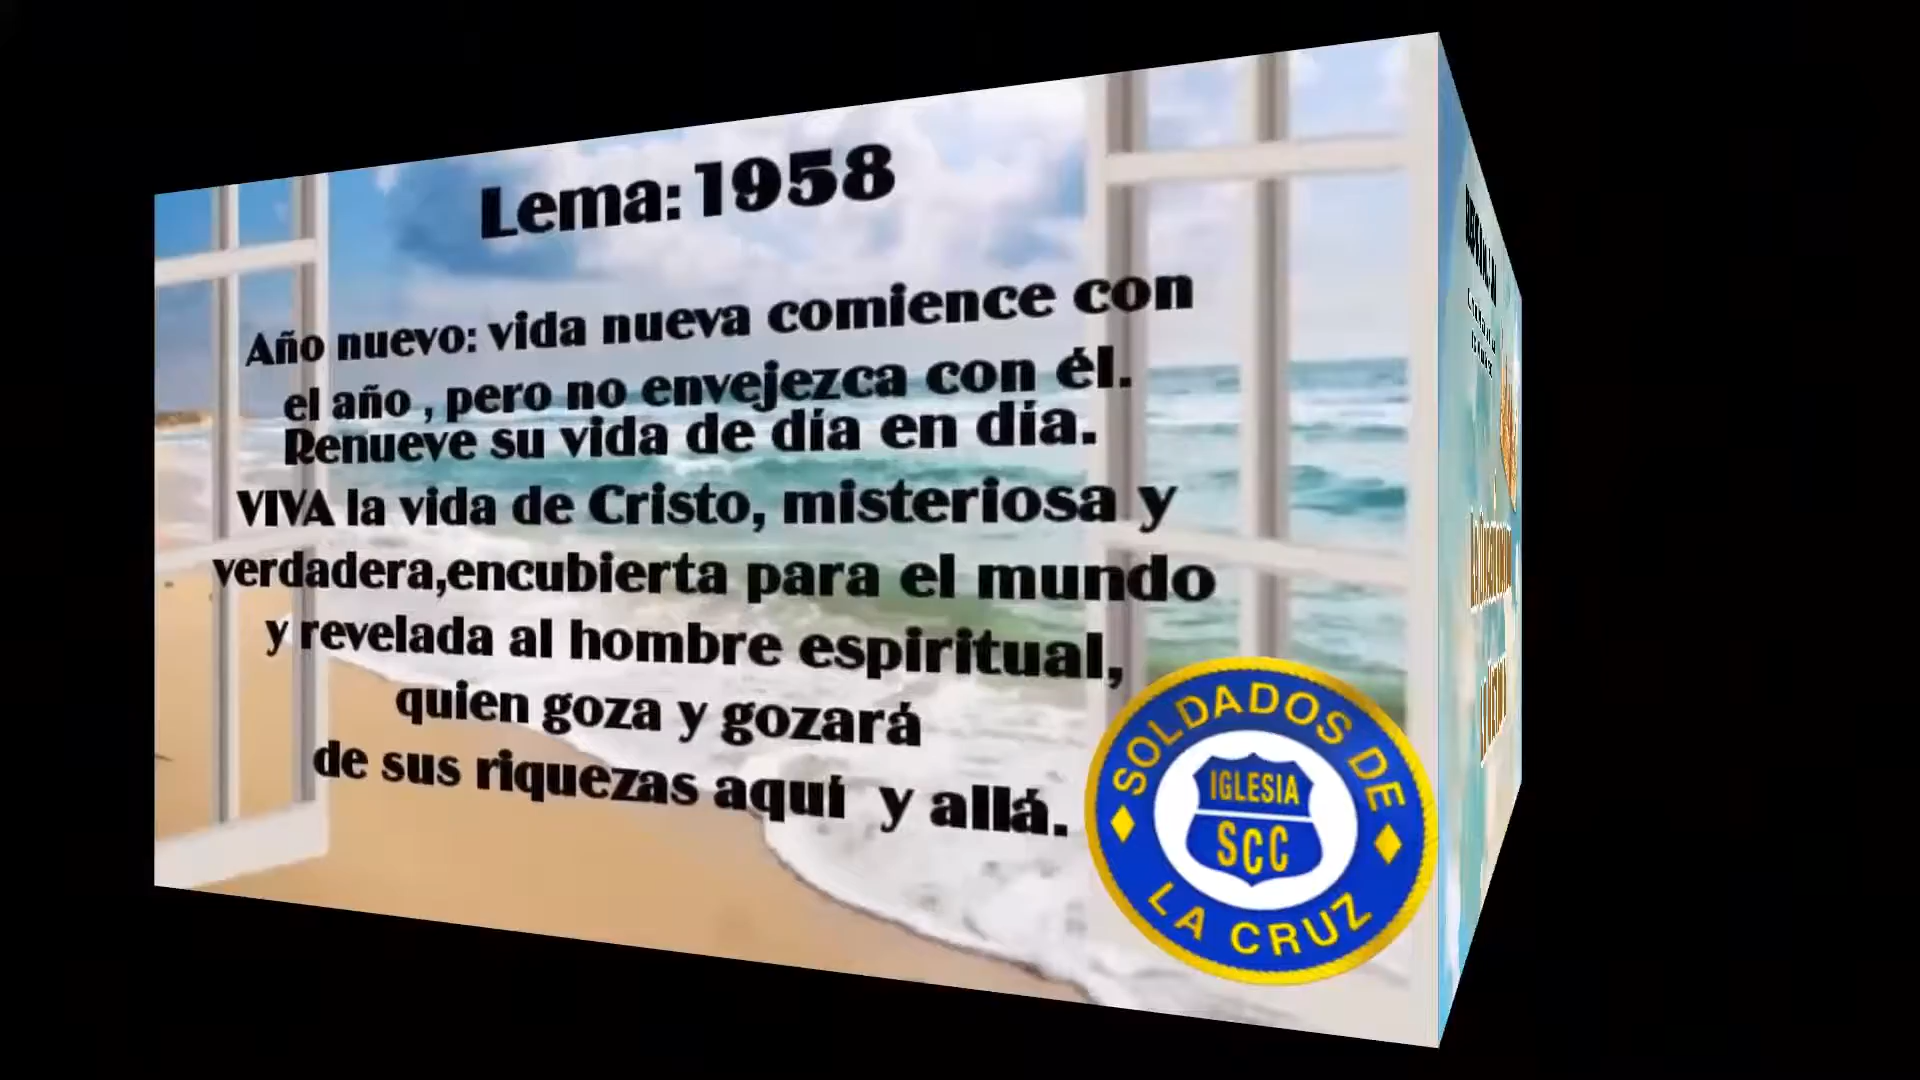 Lema: 1958
Año nuevo: vida nueva comience con
el año , pero no envejezca con él.
Renueve su vida de día en día.
VIVA la vida de Cristo, misteriosa y
verdadera,encubierta para el mundo
y revelada al hombre espiritual,
quien goza y gozará
de sus riquezas aquí y allá.
SOLDADOS DE
IGLESIA
SCC
LA CRUZ